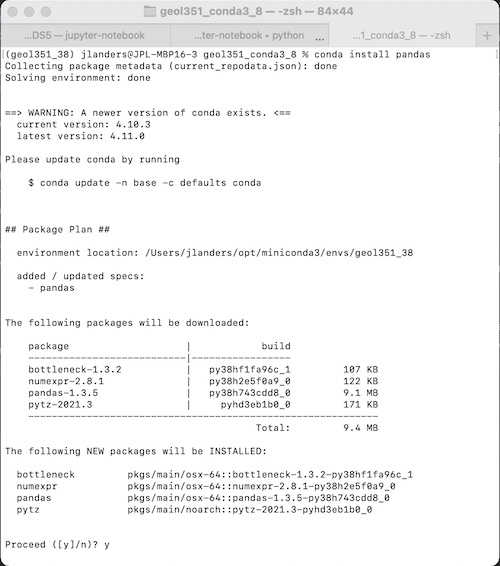 geol351_conda3_8 — -zsh — 84×44
...DS5 — jupyter-notebook ...ter-notebook • python ... ...1_conda3_8 — -zsh +
[(geol351_38) jlanders@JPL-MBP16-3 geol351_conda3_8 % conda install pandas ]
Collecting package metadata (current_repodata.json): done
Solving environment: done
==> WARNING: A newer version of conda exists. <==
current version: 4.10.3
latest version: 4.11.0
Please update conda by running
$ conda update -n base -c defaults conda
## Package Plan ##
environment location: /Users/jlanders/opt/miniconda3/envs/geol351_38
added / updated specs:
- pandas
The following packages will be downloaded:
package | build
---------------------------|-----------------
bottleneck-1.3.2 | py38hf1fa96c_1 107 KB
numexpr-2.8.1 | py38h2e5f0a9_0 122 KB
pandas-1.3.5 | py38h743cdd8_0 9.1 MB
pytz-2021.3 | pyhd3eb1b0_0 171 KB
------------------------------------------------------------
Total: 9.4 MB
The following NEW packages will be INSTALLED:
bottleneck pkgs/main/osx-64::bottleneck-1.3.2-py38hf1fa96c_1
numexpr pkgs/main/osx-64::numexpr-2.8.1-py38h2e5f0a9_0
pandas pkgs/main/osx-64::pandas-1.3.5-py38h743cdd8_0
pytz pkgs/main/noarch::pytz-2021.3-pyhd3eb1b0_0
Proceed ([y]/n)? y